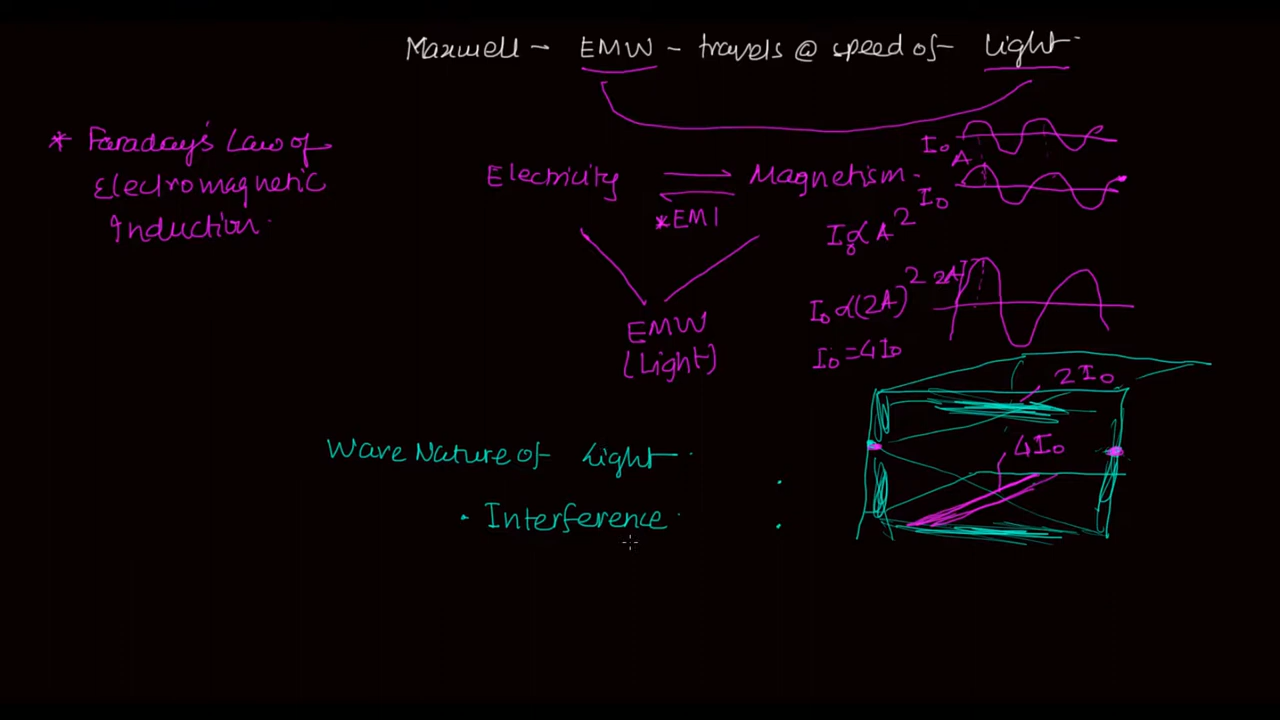 Maxwell - EMW - travels @ speed of Light
* Faraday's Law of
Electromagnetic
Induction.
Electricity ⇌ Magnetism.
*EMI
EMW
(Light)
I₀
A
I₀
I₀ ∝ A²
2A
I₀ ∝ (2A)²
I₀ = 4I₀
2I₀
4I₀
Wave Nature of Light.
• Interference.